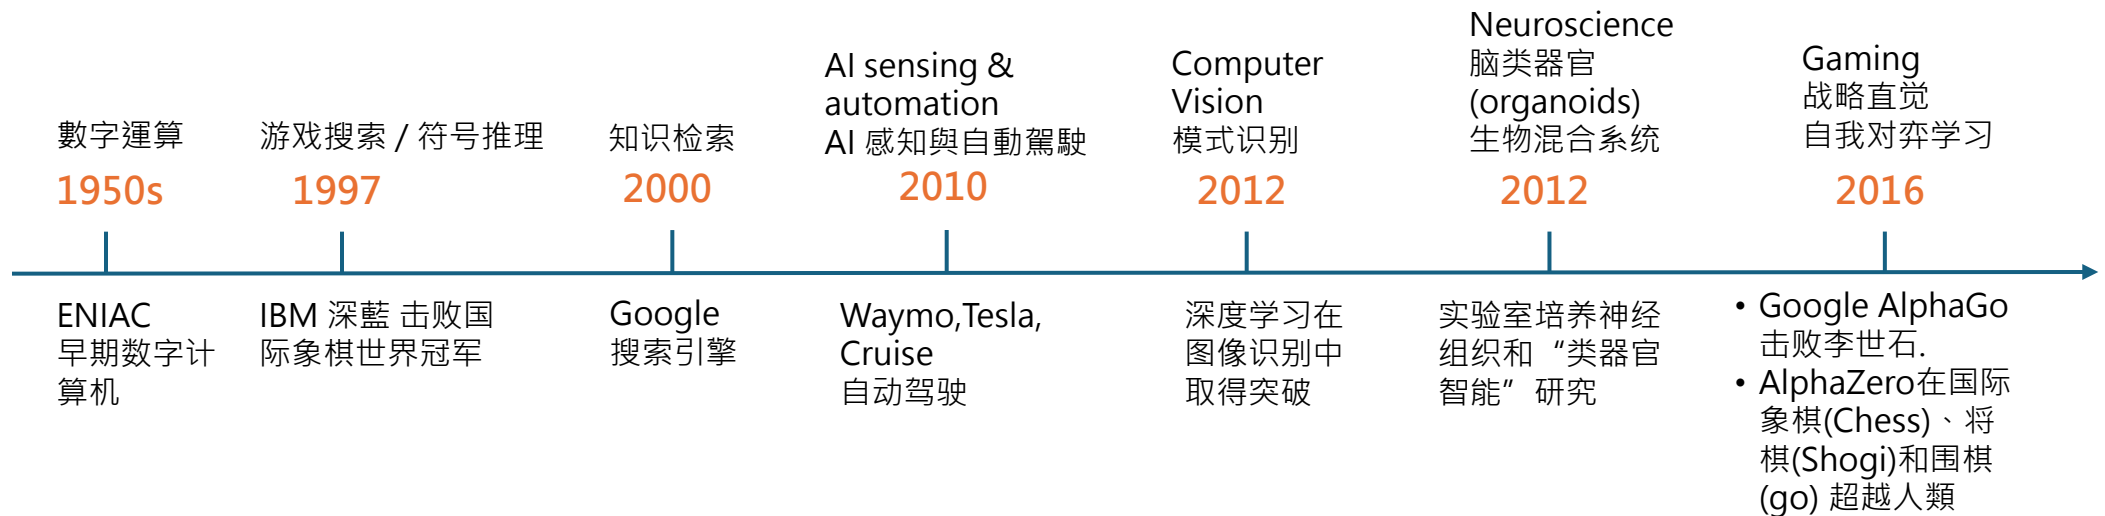 數字運算
1950s
ENIAC
早期数字计
算机
游戏搜索 / 符号推理
1997
IBM 深藍 击败国
际象棋世界冠军
知识检索
2000
Google
搜索引擎
AI sensing &
automation
AI 感知與自動駕駛
2010
Waymo,Tesla,
Cruise
自动驾驶
Computer
Vision
模式识别
2012
深度学习在
图像识别中
取得突破
Neuroscience
脑类器官
(organoids)
生物混合系统
2012
实验室培养神经
组织和“类器官
智能”研究
Gaming
战略直觉
自我对弈学习
2016
• Google AlphaGo
击败李世石.
• AlphaZero在国际
象棋(Chess)、将
棋(Shogi)和围棋
(go) 超越人類